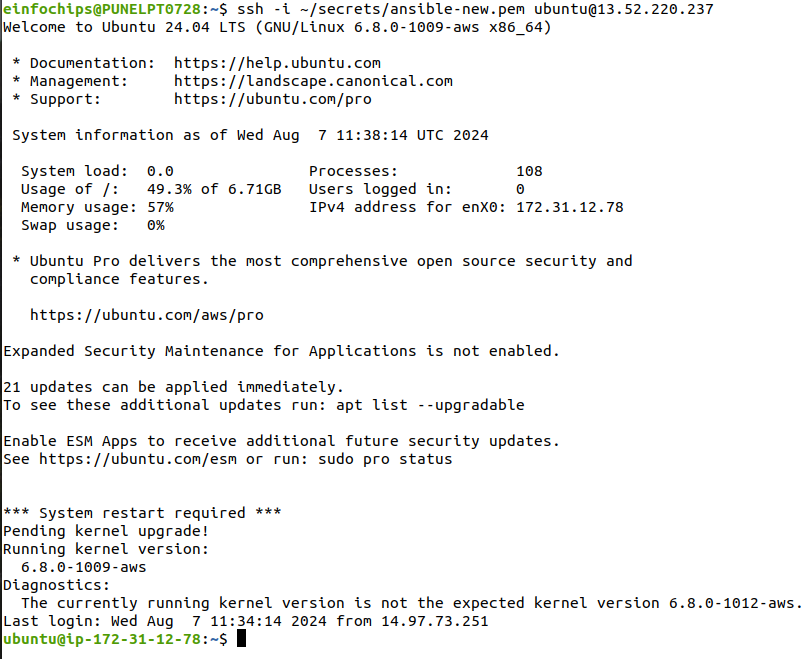 einfochips@PUNELPT0728:~$ ssh -i ~/secrets/ansible-new.pem ubuntu@13.52.220.237
Welcome to Ubuntu 24.04 LTS (GNU/Linux 6.8.0-1009-aws x86_64)
* Documentation:  https://help.ubuntu.com
* Management:     https://landscape.canonical.com
* Support:        https://ubuntu.com/pro
System information as of Wed Aug  7 11:38:14 UTC 2024
System load:  0.0                Processes:             108
Usage of /:   49.3% of 6.71GB   Users logged in:       0
Memory usage: 57%               IPv4 address for enX0: 172.31.12.78
Swap usage:   0%
* Ubuntu Pro delivers the most comprehensive open source security and
compliance features.
https://ubuntu.com/aws/pro
Expanded Security Maintenance for Applications is not enabled.
21 updates can be applied immediately.
To see these additional updates run: apt list --upgradable
Enable ESM Apps to receive additional future security updates.
See https://ubuntu.com/esm or run: sudo pro status
*** System restart required ***
Pending kernel upgrade!
Running kernel version:
6.8.0-1009-aws
Diagnostics:
The currently running kernel version is not the expected kernel version 6.8.0-1012-aws.
Last login: Wed Aug  7 11:34:14 2024 from 14.97.73.251
ubuntu@ip-172-31-12-78:~$